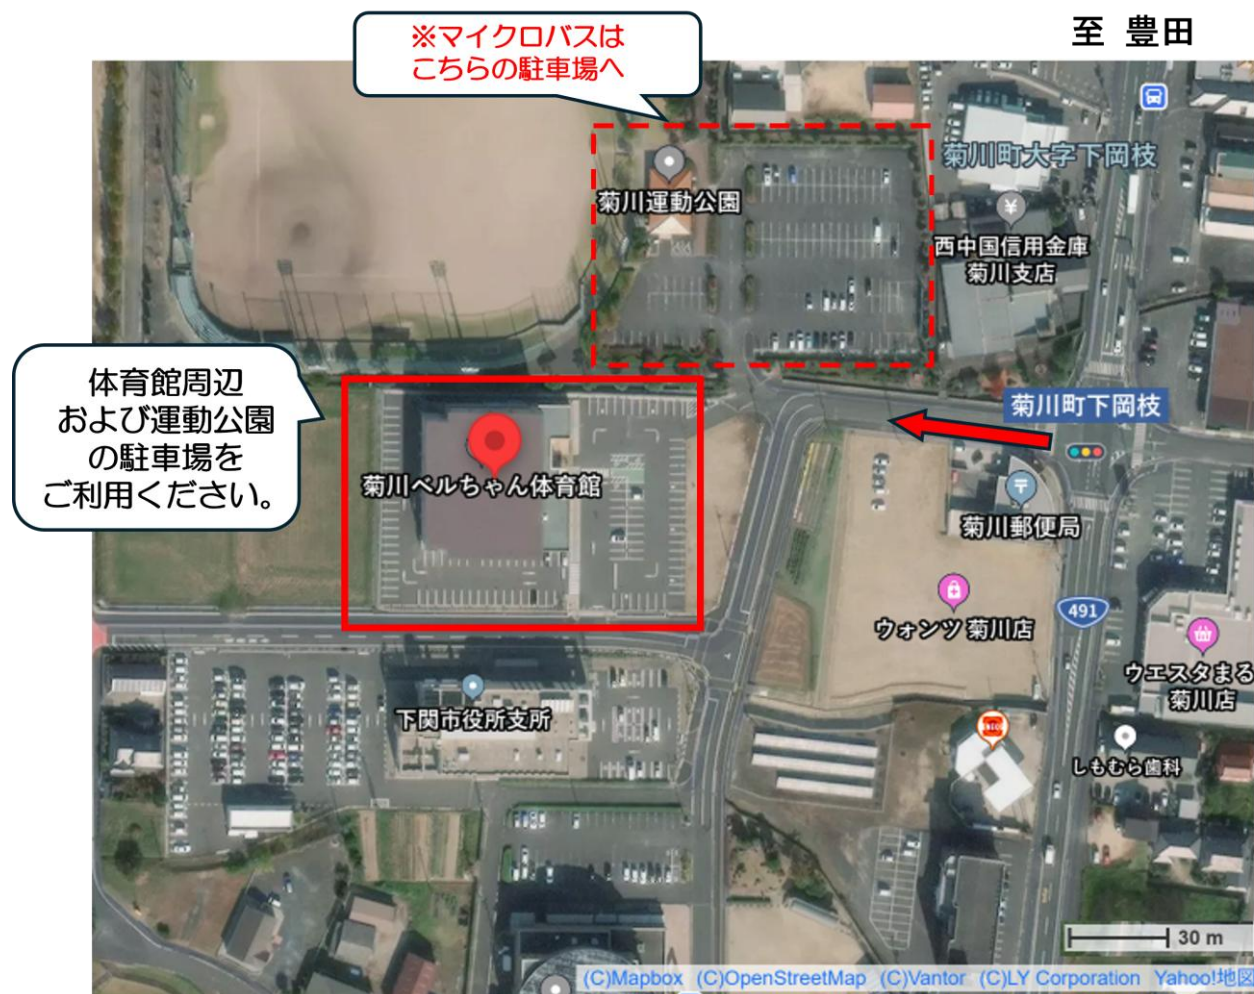 至 豊田
※マイクロバスは
こちらの駐車場へ
菊川町大字下岡枝
菊川運動公園
西中国信用金庫
菊川支店
体育館周辺
および運動公園
の駐車場を
ご利用ください。
菊川町下岡枝
菊川ベルちゃん体育館
菊川郵便局
ウォンツ 菊川店
491
ウエスタまる
菊川店
下関市役所支所
しもむら歯科
30 m
(C)Mapbox (C)OpenStreetMap (C)Vantor (C)LY Corporation Yahoo!地図